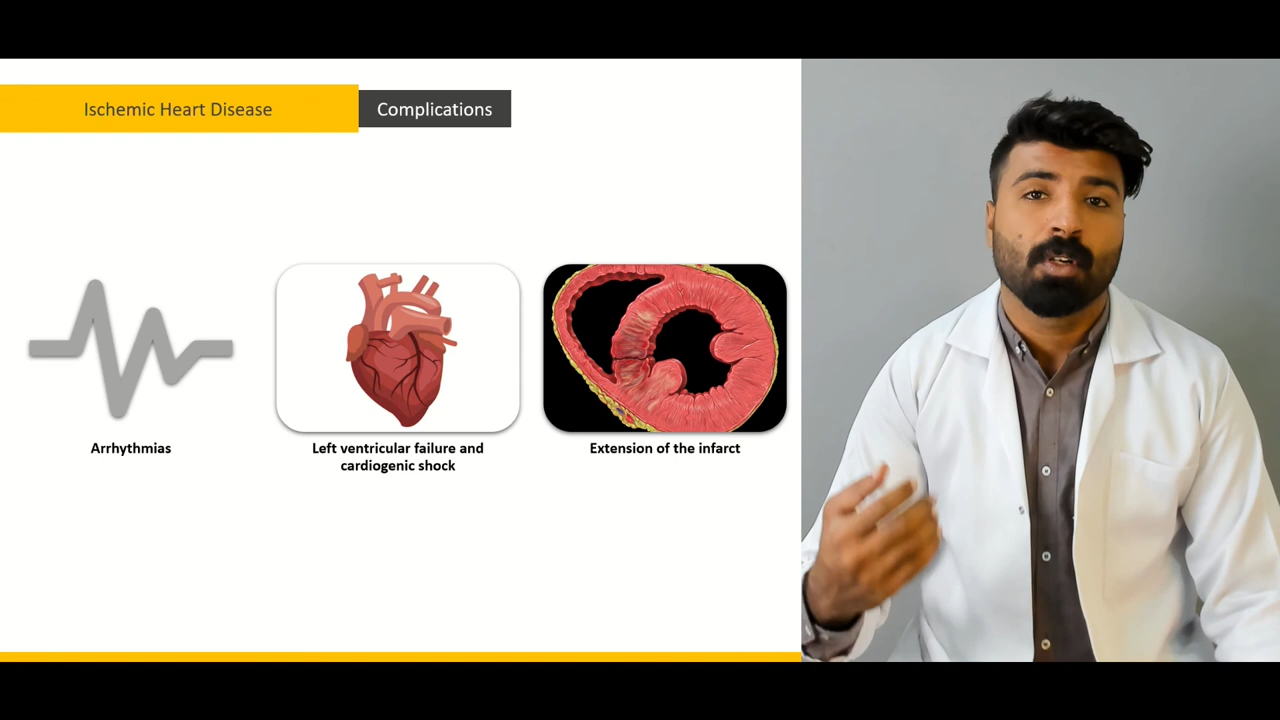 Ischemic Heart Disease
Complications
Arrhythmias
Left ventricular failure and
cardiogenic shock
Extension of the infarct